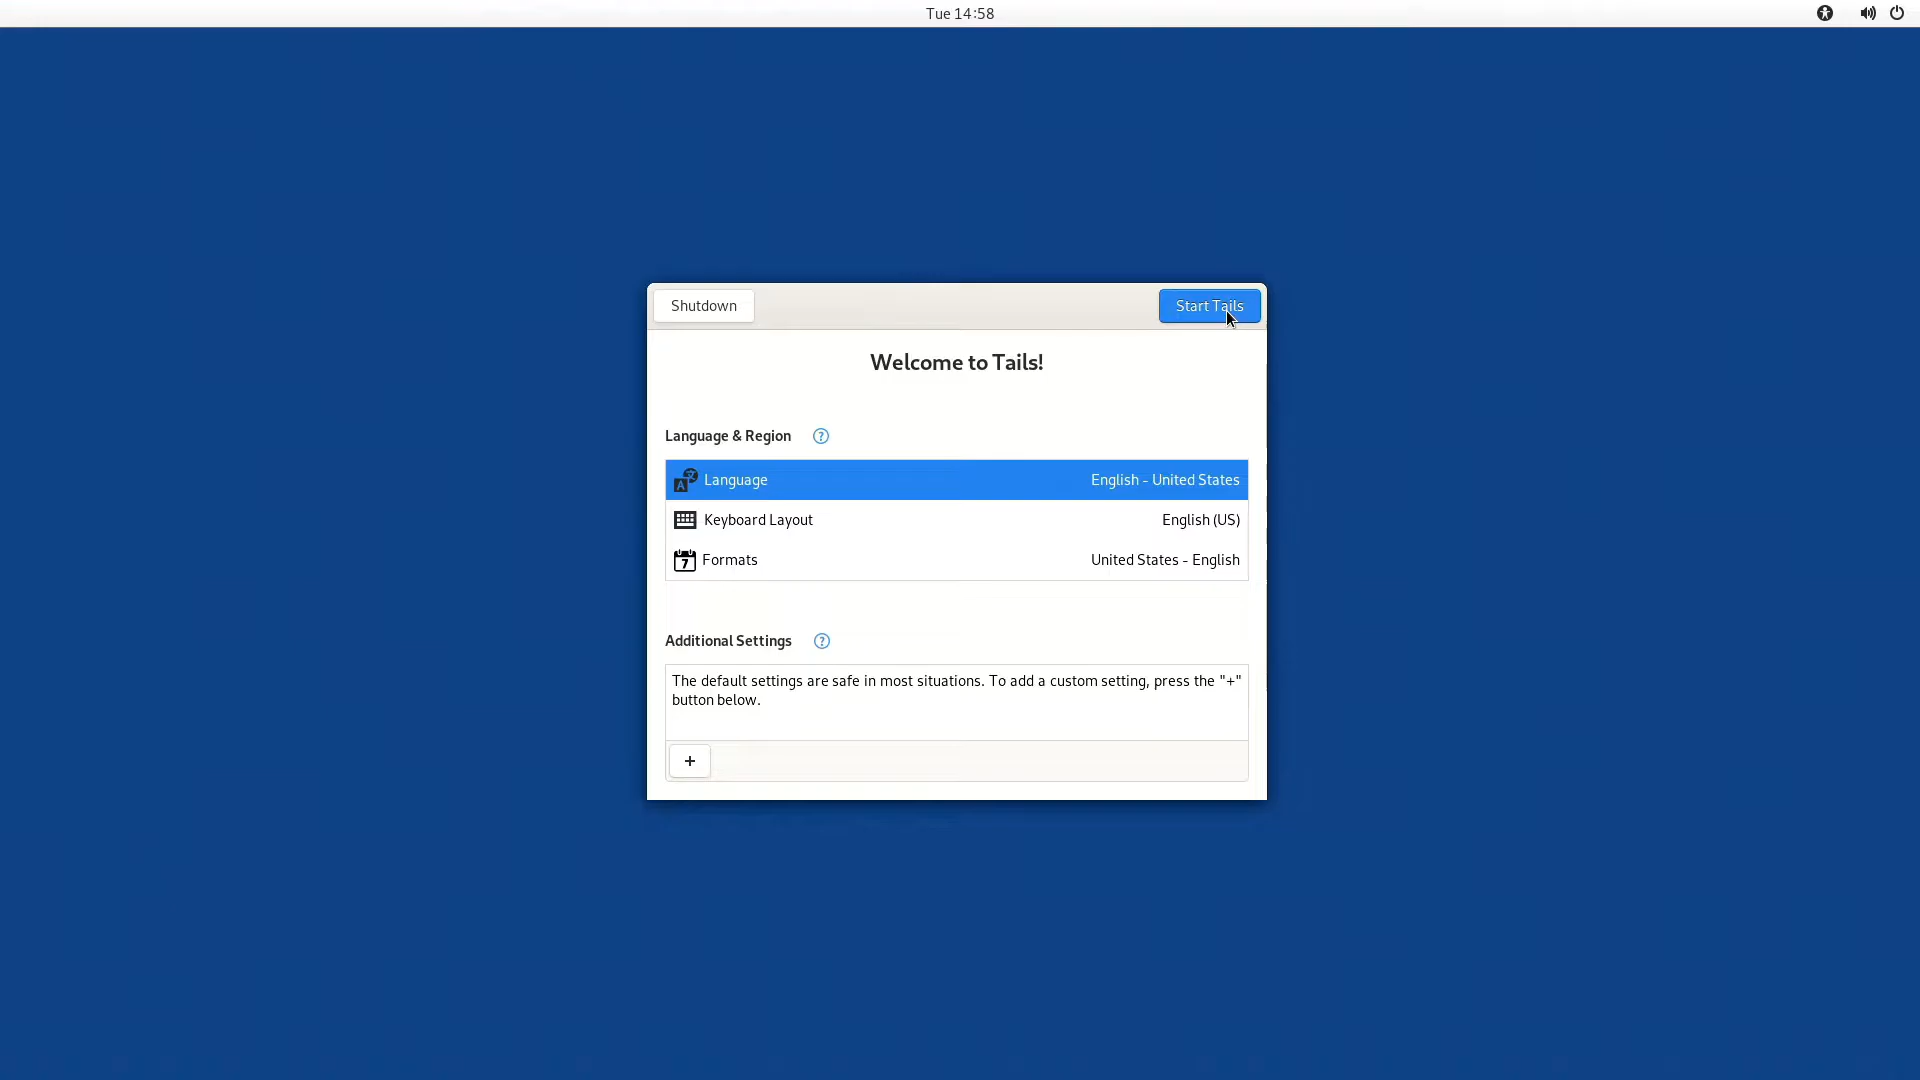 Tue 14:58
Shutdown
Start Tails
Welcome to Tails!
Language & Region ?
Language English - United States
Keyboard Layout English (US)
7 Formats United States - English
Additional Settings ?
The default settings are safe in most situations. To add a custom setting, press the "+"
button below.
+